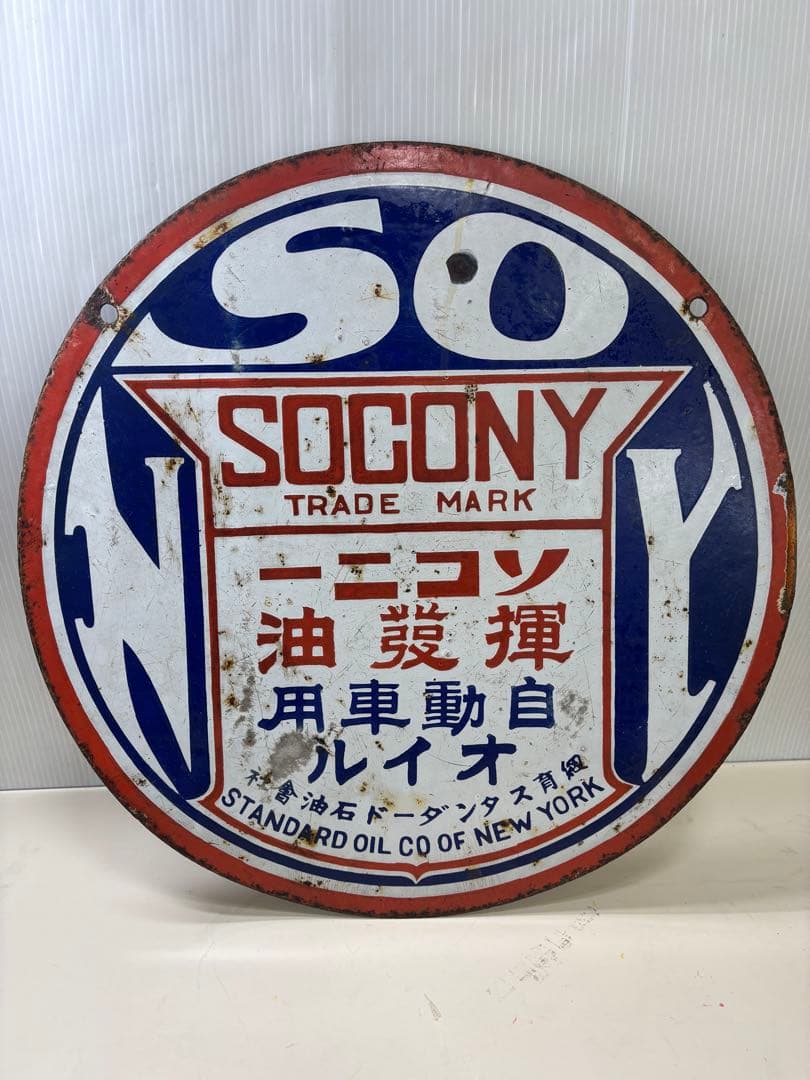 SO
N
Y
SOCONY
TRADE MARK
ソコニー
揮發油
自動車用
オイル
紐育スタンダード石油會社
STANDARD OIL CO OF NEW YORK